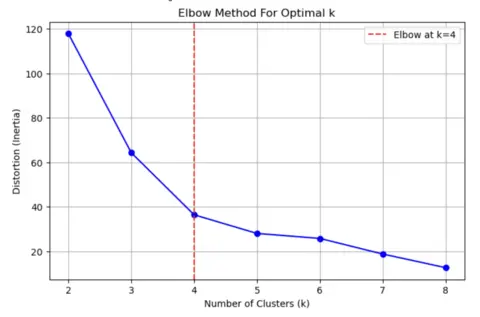 Elbow Method For Optimal k
120
100
80
60
40
20
Distortion (Inertia)
Elbow at k=4
2 3 4 5 6 7 8
Number of Clusters (k)